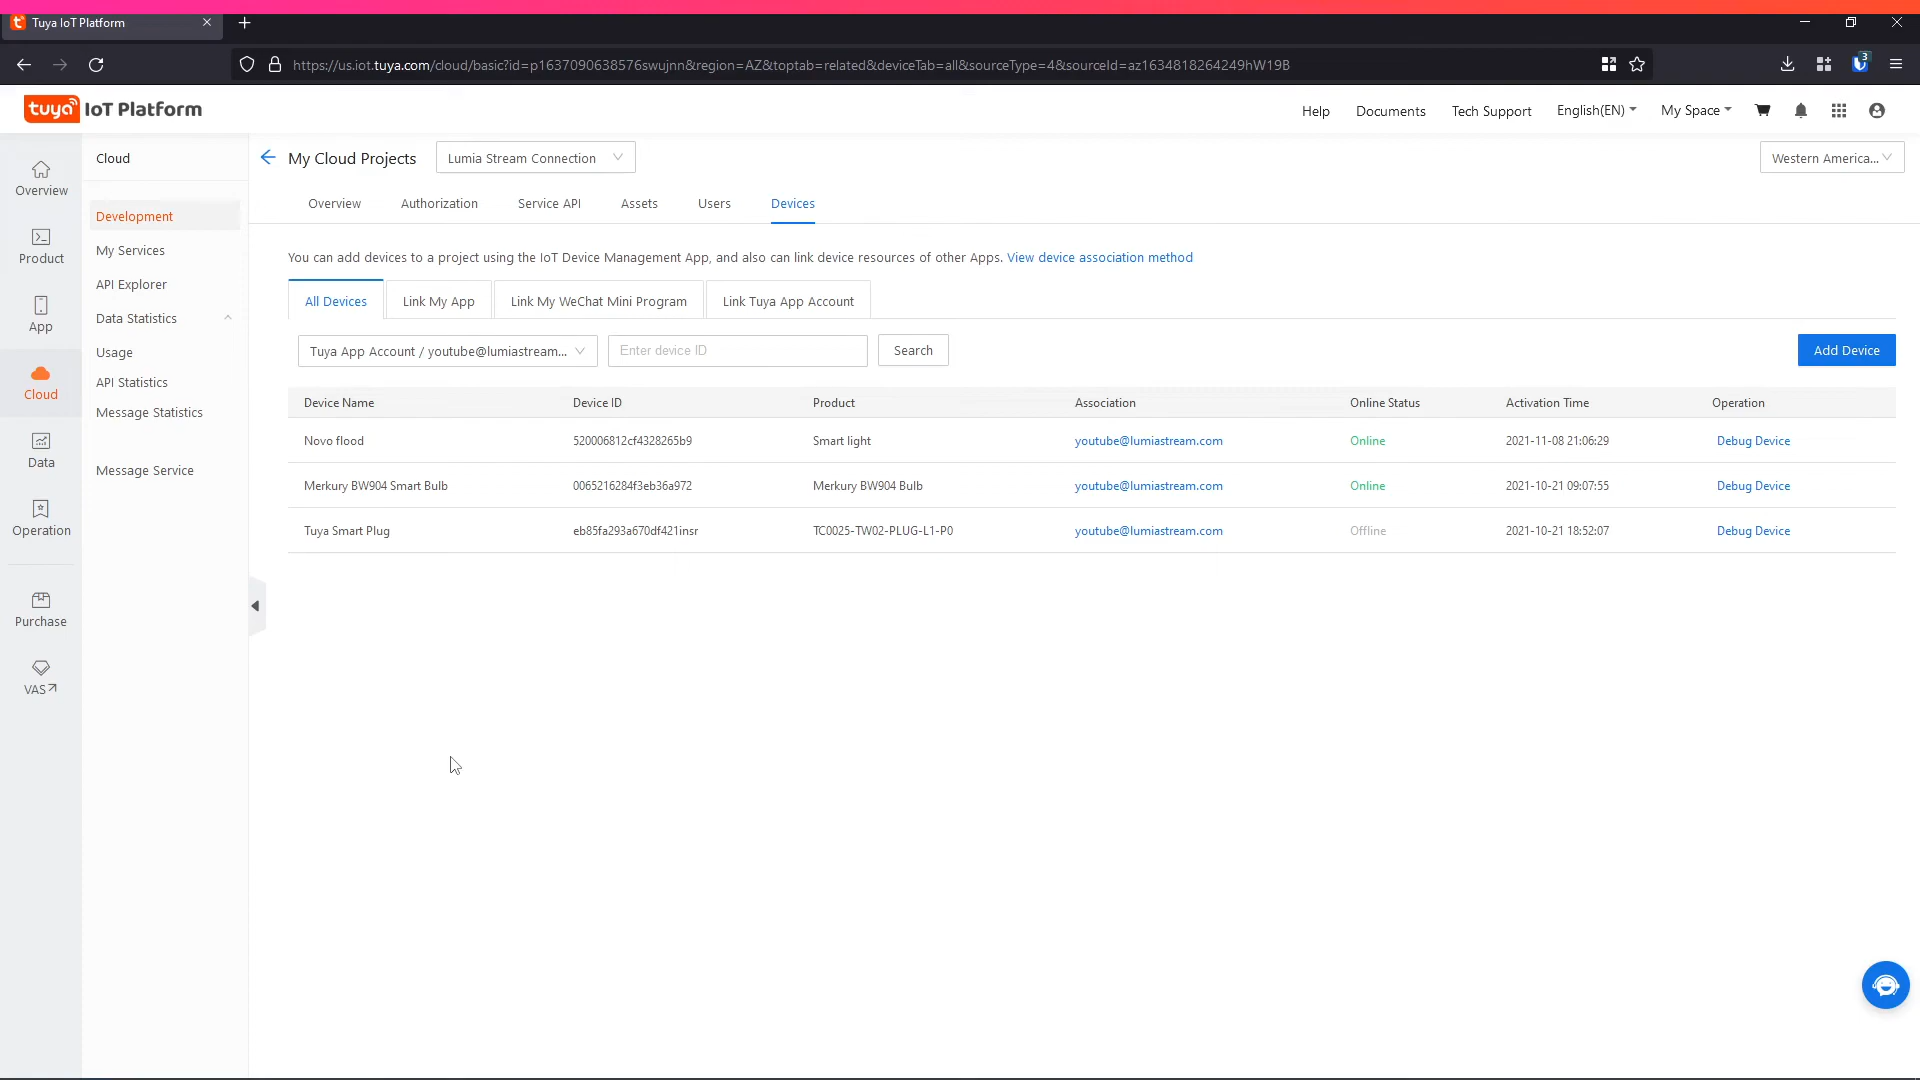 Tuya IoT Platform
https://us.iot.tuya.com/cloud/basic?id=p1637090638576swujnn&region=AZ&toptab=related&deviceTab=all&sourceType=4&sourceId=az1634818264249hW19B
3
tuya IoT Platform
Help
Documents
Tech Support
English(EN)
My Space
Overview
Product
App
Cloud
Data
Operation
Purchase
VAS
Cloud
Development
My Services
API Explorer
Data Statistics
Usage
API Statistics
Message Statistics
Message Service
My Cloud Projects
Lumia Stream Connection
Western America...
Overview
Authorization
Service API
Assets
Users
Devices
You can add devices to a project using the IoT Device Management App, and also can link device resources of other Apps. View device association method
All Devices
Link My App
Link My WeChat Mini Program
Link Tuya App Account
Tuya App Account / youtube@lumiastream...
Enter device ID
Search
Add Device
Device Name Device ID Product Association Online Status Activation Time Operation
Novo flood 520006812cf4328265b9 Smart light youtube@lumiastream.com Online 2021-11-08 21:06:29 Debug Device
Merkury BW904 Smart Bulb 0065216284f3eb36a972 Merkury BW904 Bulb youtube@lumiastream.com Online 2021-10-21 09:07:55 Debug Device
Tuya Smart Plug eb85fa293a670df421insr TC0025-TW02-PLUG-L1-P0 youtube@lumiastream.com Offline 2021-10-21 18:52:07 Debug Device